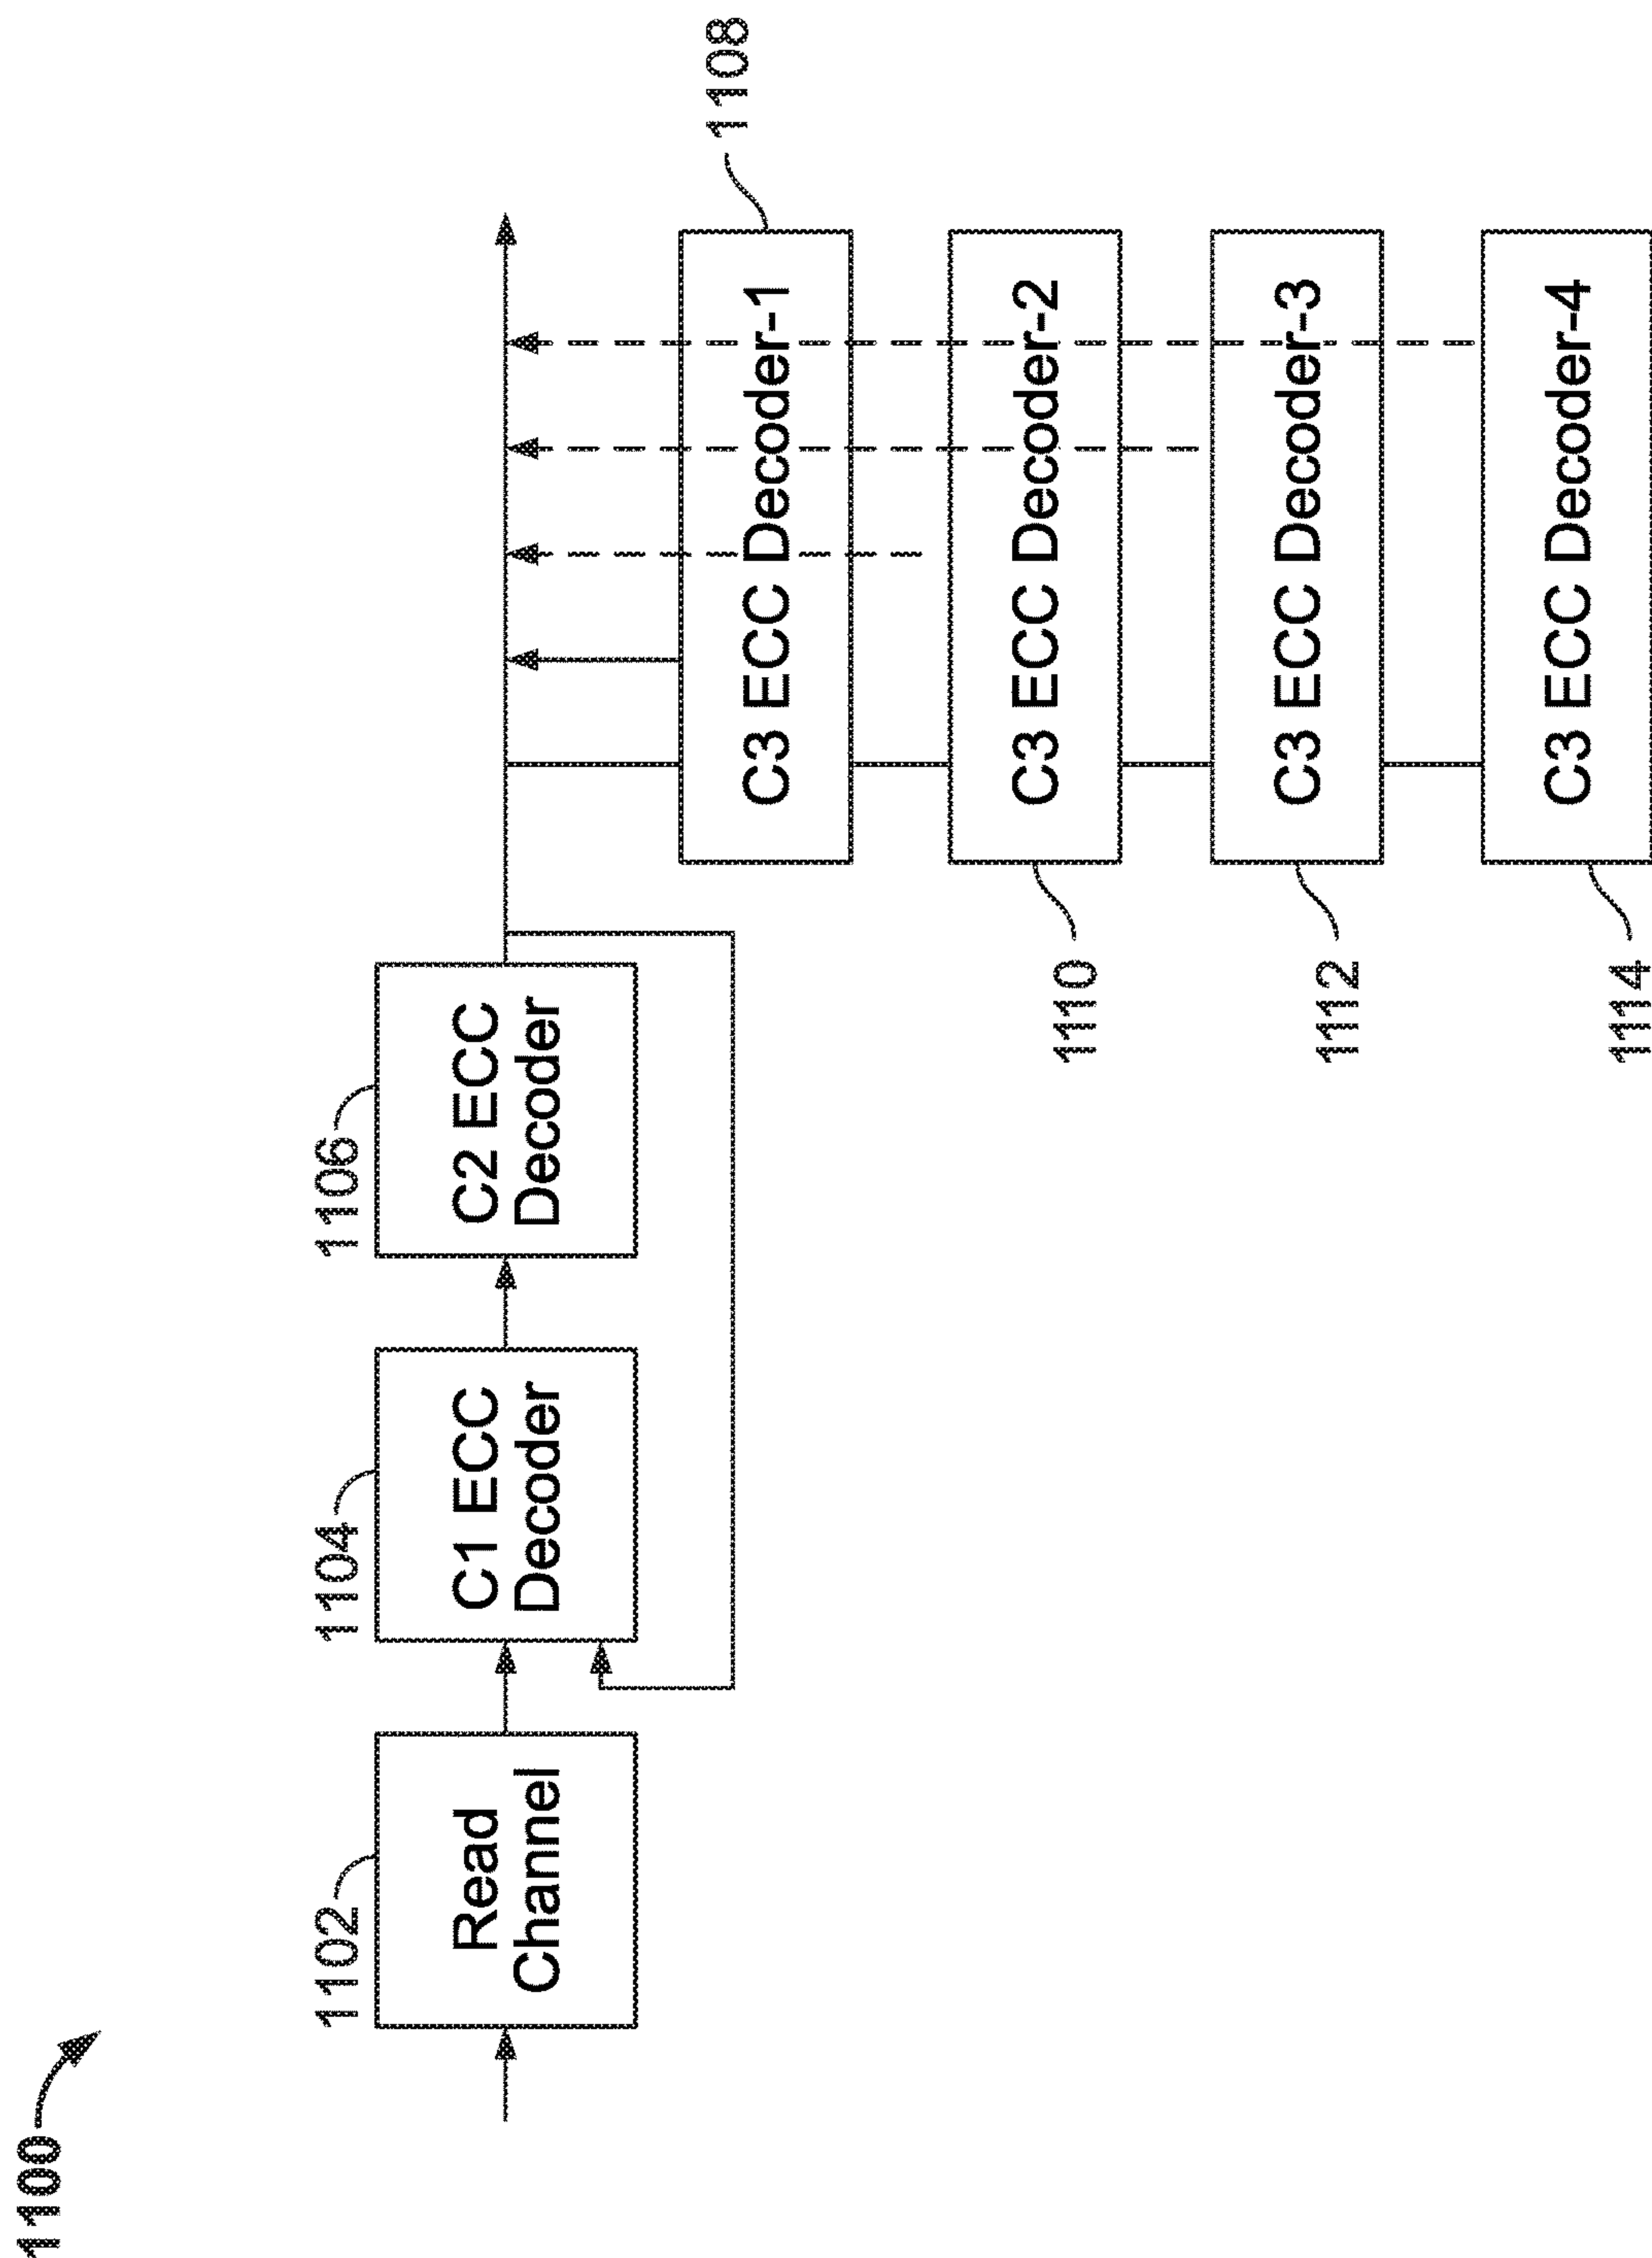 1100
1102
Read
Channel
1104
C1 ECC
Decoder
1106
C2 ECC
Decoder
1108
C3 ECC Decoder-1
1110
C3 ECC Decoder-2
1112
C3 ECC Decoder-3
1114
C3 ECC Decoder-4